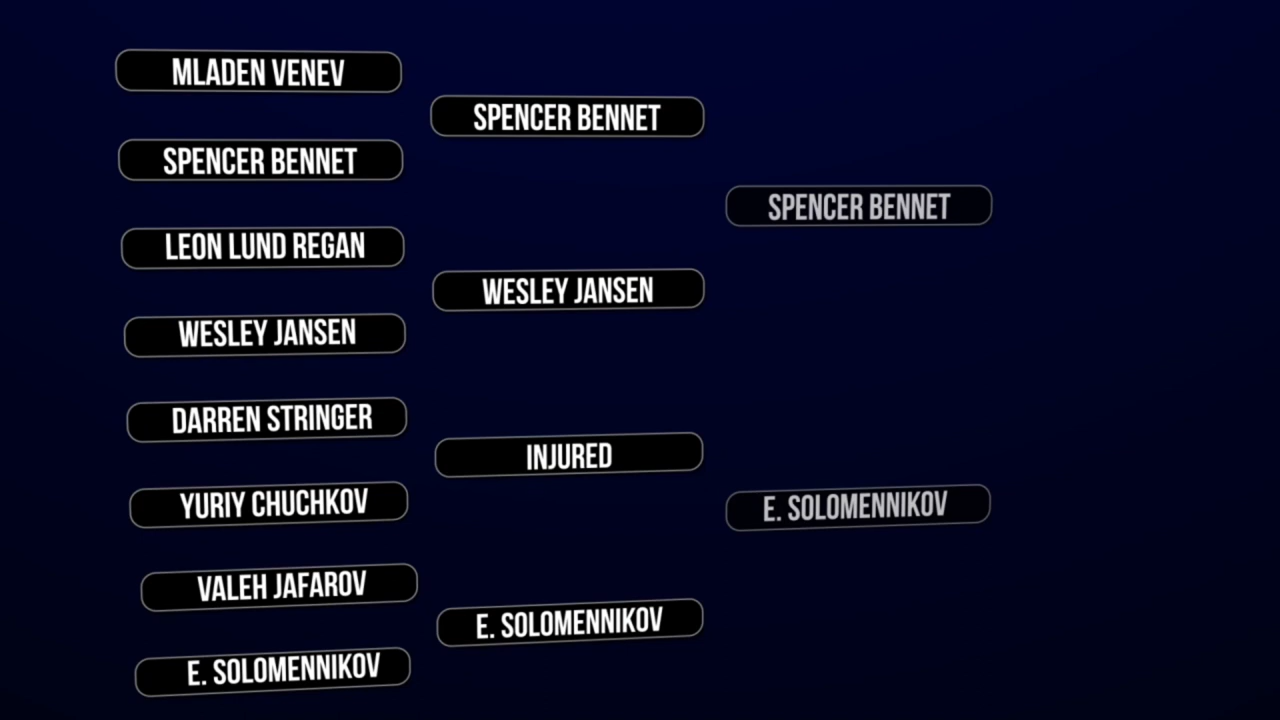 MLADEN VENEV
SPENCER BENNET
LEON LUND REGAN
WESLEY JANSEN
DARREN STRINGER
YURIY CHUCHKOV
VALEH JAFAROV
E. SOLOMENNIKOV
SPENCER BENNET
WESLEY JANSEN
INJURED
E. SOLOMENNIKOV
SPENCER BENNET
E. SOLOMENNIKOV